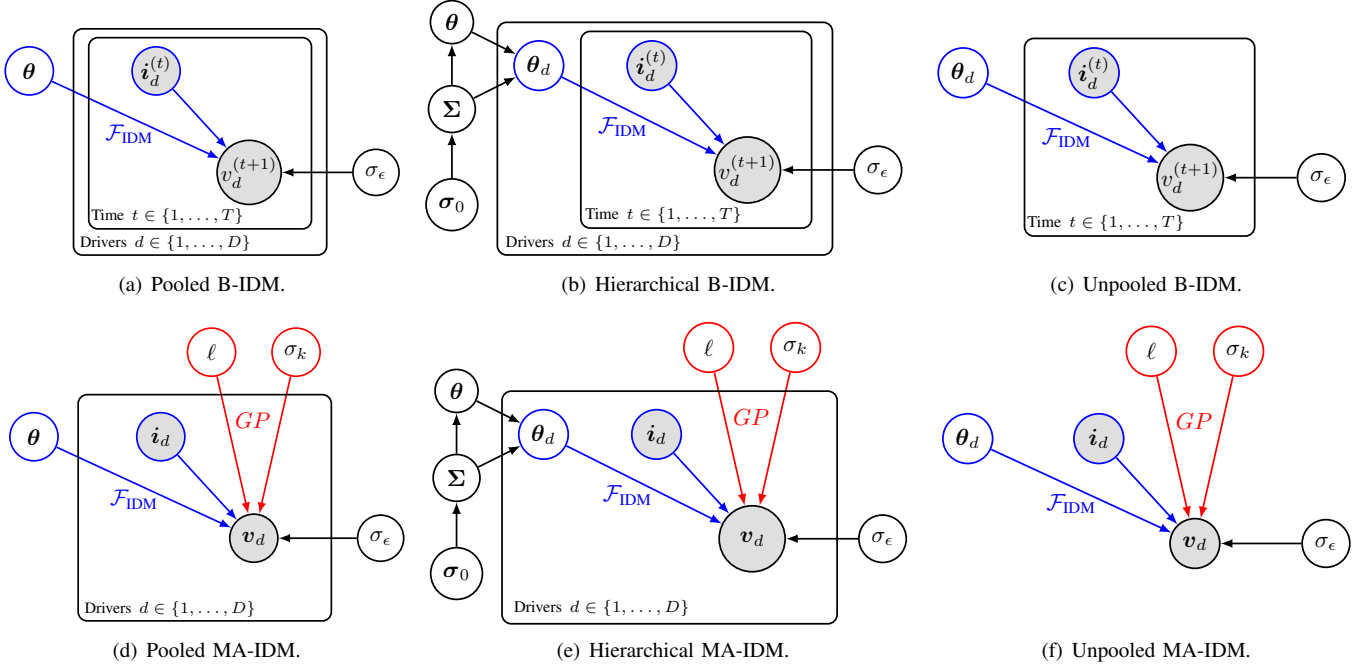 θ
i_d^{(t)}
F_IDM
v_d^{(t+1)}
σ_ϵ
Time t ∈ {1, . . . , T}
Drivers d ∈ {1, . . . , D}
(a) Pooled B-IDM.
θ
θ_d
i_d^{(t)}
Σ
F_IDM
v_d^{(t+1)}
σ_ϵ
σ_0
Time t ∈ {1, . . . , T}
Drivers d ∈ {1, . . . , D}
(b) Hierarchical B-IDM.
θ_d
i_d^{(t)}
F_IDM
v_d^{(t+1)}
σ_ϵ
Time t ∈ {1, . . . , T}
(c) Unpooled B-IDM.
ℓ
σ_k
θ
i_d
GP
F_IDM
v_d
σ_ϵ
Drivers d ∈ {1, . . . , D}
(d) Pooled MA-IDM.
ℓ
σ_k
θ
θ_d
i_d
GP
Σ
F_IDM
v_d
σ_ϵ
σ_0
Drivers d ∈ {1, . . . , D}
(e) Hierarchical MA-IDM.
ℓ
σ_k
θ_d
i_d
GP
F_IDM
v_d
σ_ϵ
(f) Unpooled MA-IDM.